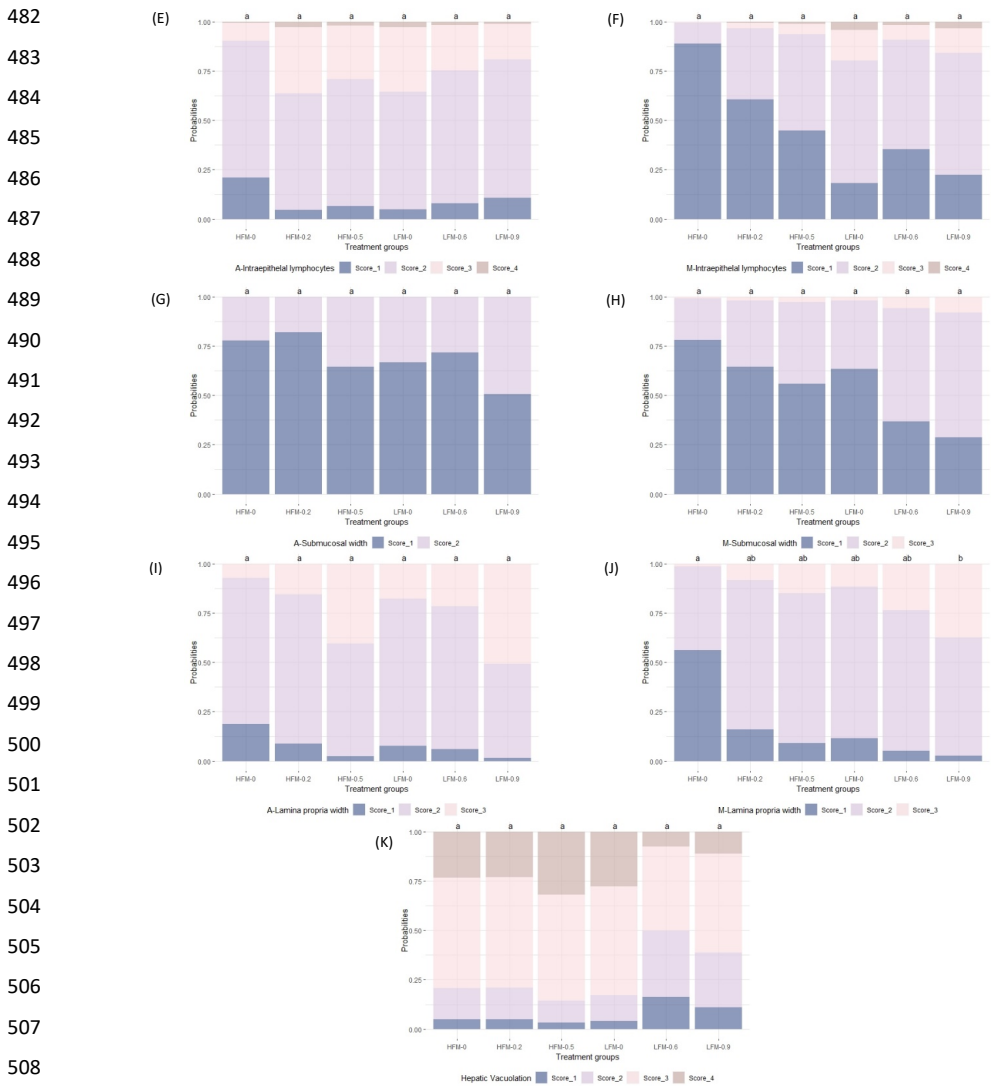 482
483
484
485
486
487
488
489
490
491
492
493
494
495
496
497
498
499
500
501
502
503
504
505
506
507
508
(E)
a a a a a a
1.00
0.75
0.50
0.25
0.00
Probabilities
HFM-0 HFM-0.2 HFM-0.5 LFM-0 LFM-0.6 LFM-0.9
Treatment groups
A-Intraepithelal lymphocytes Score_1 Score_2 Score_3 Score_4
(F)
a a a a a a
1.00
0.75
0.50
0.25
0.00
Probabilities
HFM-0 HFM-0.2 HFM-0.5 LFM-0 LFM-0.6 LFM-0.9
Treatment groups
M-Intraepithelal lymphocytes Score_1 Score_2 Score_3 Score_4
(G)
a a a a a a
1.00
0.75
0.50
0.25
0.00
Probabilities
HFM-0 HFM-0.2 HFM-0.5 LFM-0 LFM-0.6 LFM-0.9
Treatment groups
A-Submucosal width Score_1 Score_2
(H)
a a a a a a
1.00
0.75
0.50
0.25
0.00
Probabilities
HFM-0 HFM-0.2 HFM-0.5 LFM-0 LFM-0.6 LFM-0.9
Treatment groups
M-Submucosal width Score_1 Score_2 Score_3
(I)
a a a a a a
1.00
0.75
0.50
0.25
0.00
Probabilities
HFM-0 HFM-0.2 HFM-0.5 LFM-0 LFM-0.6 LFM-0.9
Treatment groups
A-Lamina propria width Score_1 Score_2 Score_3
(J)
a ab ab ab ab b
1.00
0.75
0.50
0.25
0.00
Probabilities
HFM-0 HFM-0.2 HFM-0.5 LFM-0 LFM-0.6 LFM-0.9
Treatment groups
M-Lamina propria width Score_1 Score_2 Score_3
(K)
a a a a a a
1.00
0.75
0.50
0.25
0.00
Probabilities
HFM-0 HFM-0.2 HFM-0.5 LFM-0 LFM-0.6 LFM-0.9
Treatment groups
Hepatic Vacuolation Score_1 Score_2 Score_3 Score_4